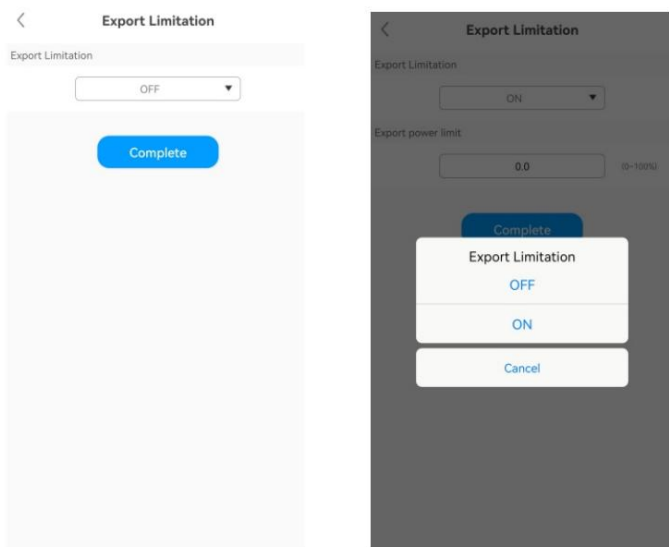 Export Limitation
Export Limitation
OFF
Complete
Export Limitation
Export Limitation
ON
Export power limit
0.0
(0~100%)
Complete
Export Limitation
OFF
ON
Cancel